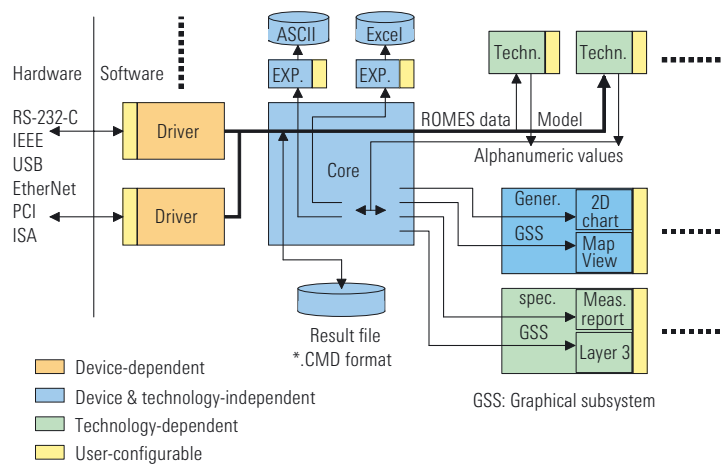 ASCII
Excel
Hardware
Software
EXP.
EXP.
Techn.
Techn.
RS-232-C
IEEE
USB
EtherNet
PCI
ISA
Driver
Driver
ROMES data
Model
Alphanumeric values
Core
Gener.
GSS
2D
chart
Map
View
spec.
GSS
Meas.
report
Layer 3
Result file
*.CMD format
Device-dependent
Device & technology-independent
Technology-dependent
User-configurable
GSS: Graphical subsystem